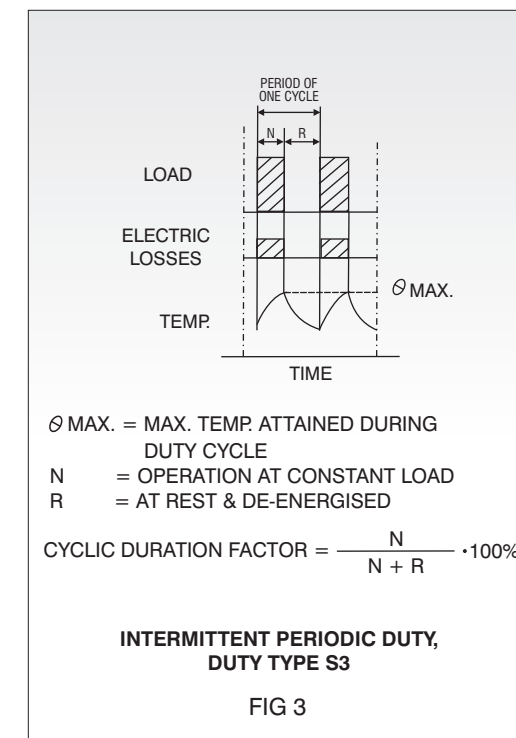 PERIOD OF
ONE CYCLE
N R
LOAD
ELECTRIC
LOSSES
θ MAX.
TEMP.
TIME
θ MAX. = MAX. TEMP. ATTAINED DURING
DUTY CYCLE
N = OPERATION AT CONSTANT LOAD
R = AT REST & DE-ENERGISED
CYCLIC DURATION FACTOR = N / N + R •100%
INTERMITTENT PERIODIC DUTY,
DUTY TYPE S3
FIG 3